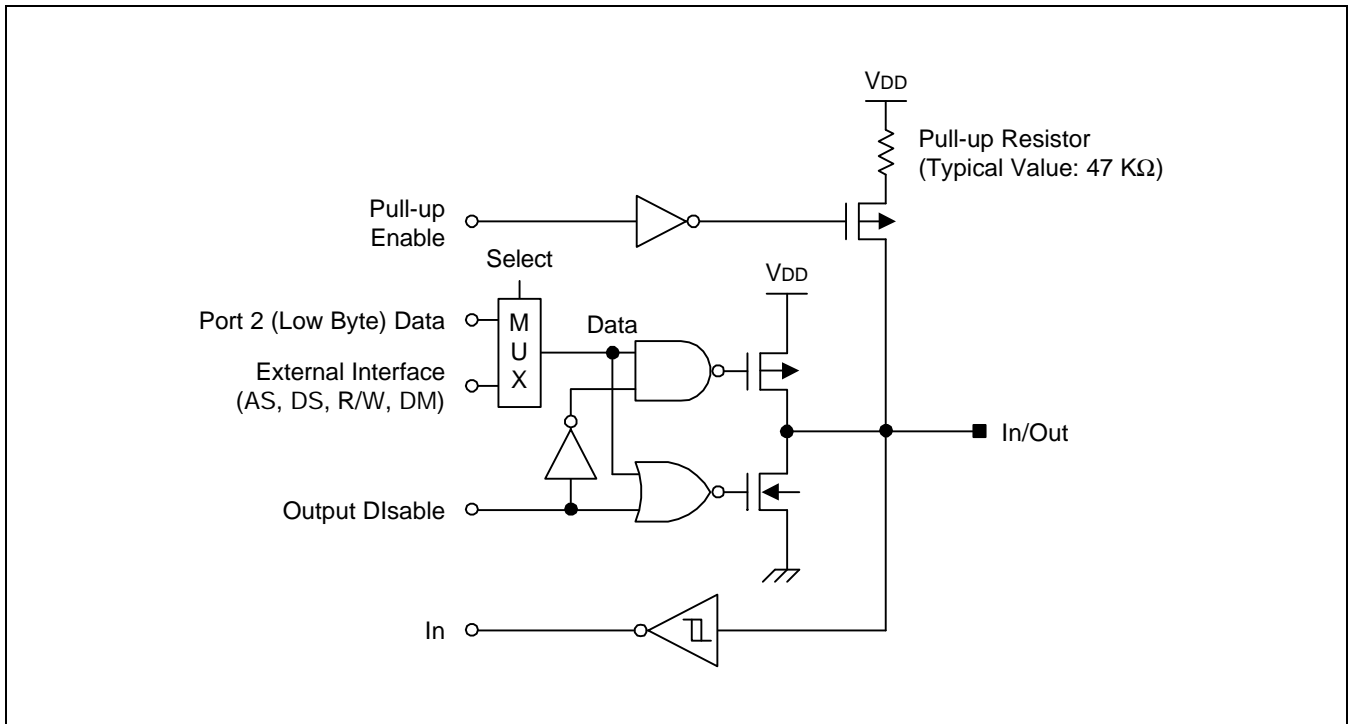 VDD
Pull-up Resistor
(Typical Value: 47 KΩ)
Pull-up
Enable
Select
VDD
Port 2 (Low Byte) Data
M
U
X
Data
External Interface
(AS, DS, R/W, DM)
In/Out
Output DIsable
In